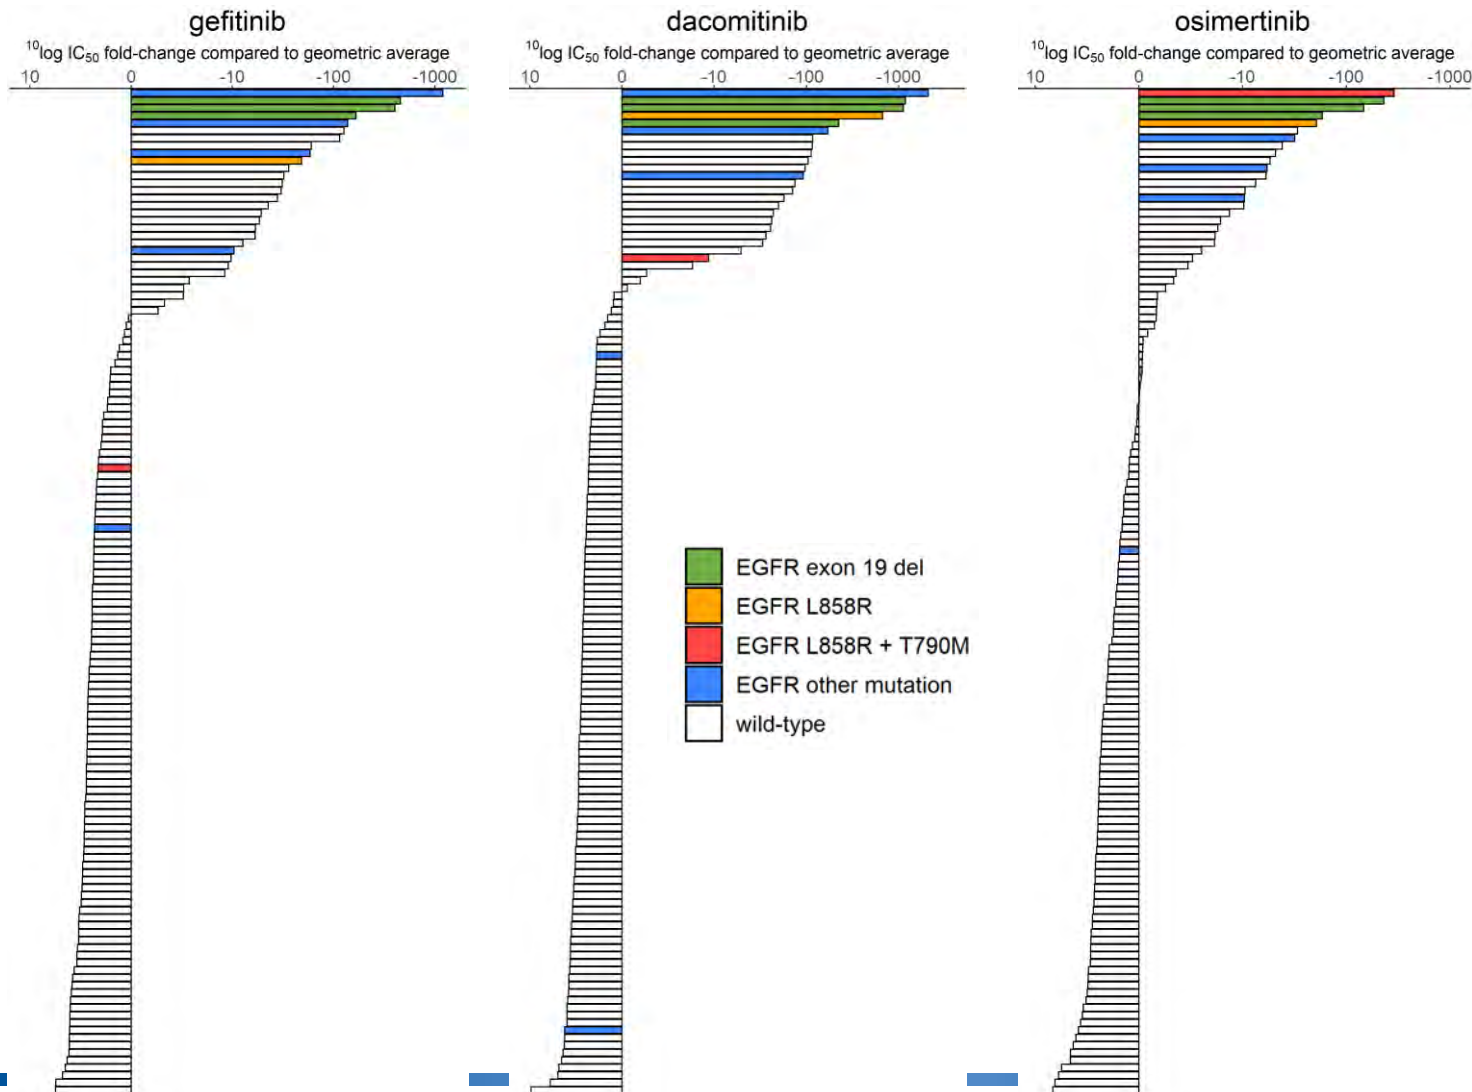 gefitinib
¹⁰log IC₅₀ fold-change compared to geometric average
10 0 -10 -100 -1000
dacomitinib
¹⁰log IC₅₀ fold-change compared to geometric average
10 0 -10 -100 -1000
osimertinib
¹⁰log IC₅₀ fold-change compared to geometric average
10 0 -10 -100 -1000
EGFR exon 19 del
EGFR L858R
EGFR L858R + T790M
EGFR other mutation
wild-type